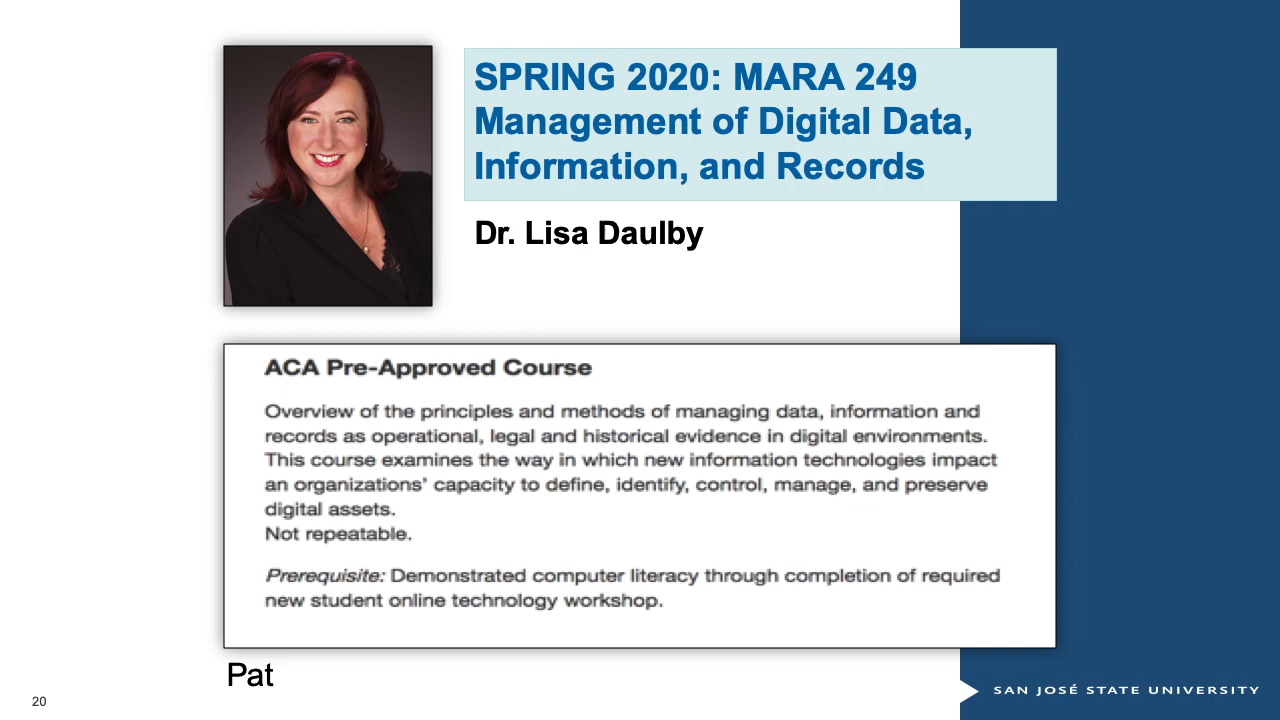 SPRING 2020: MARA 249
Management of Digital Data,
Information, and Records
Dr. Lisa Daulby
ACA Pre-Approved Course
Overview of the principles and methods of managing data, information and
records as operational, legal and historical evidence in digital environments.
This course examines the way in which new information technologies impact
an organizations' capacity to define, identify, control, manage, and preserve
digital assets.
Not repeatable.
Prerequisite: Demonstrated computer literacy through completion of required
new student online technology workshop.
Pat
20
SAN JOSÉ STATE UNIVERSITY